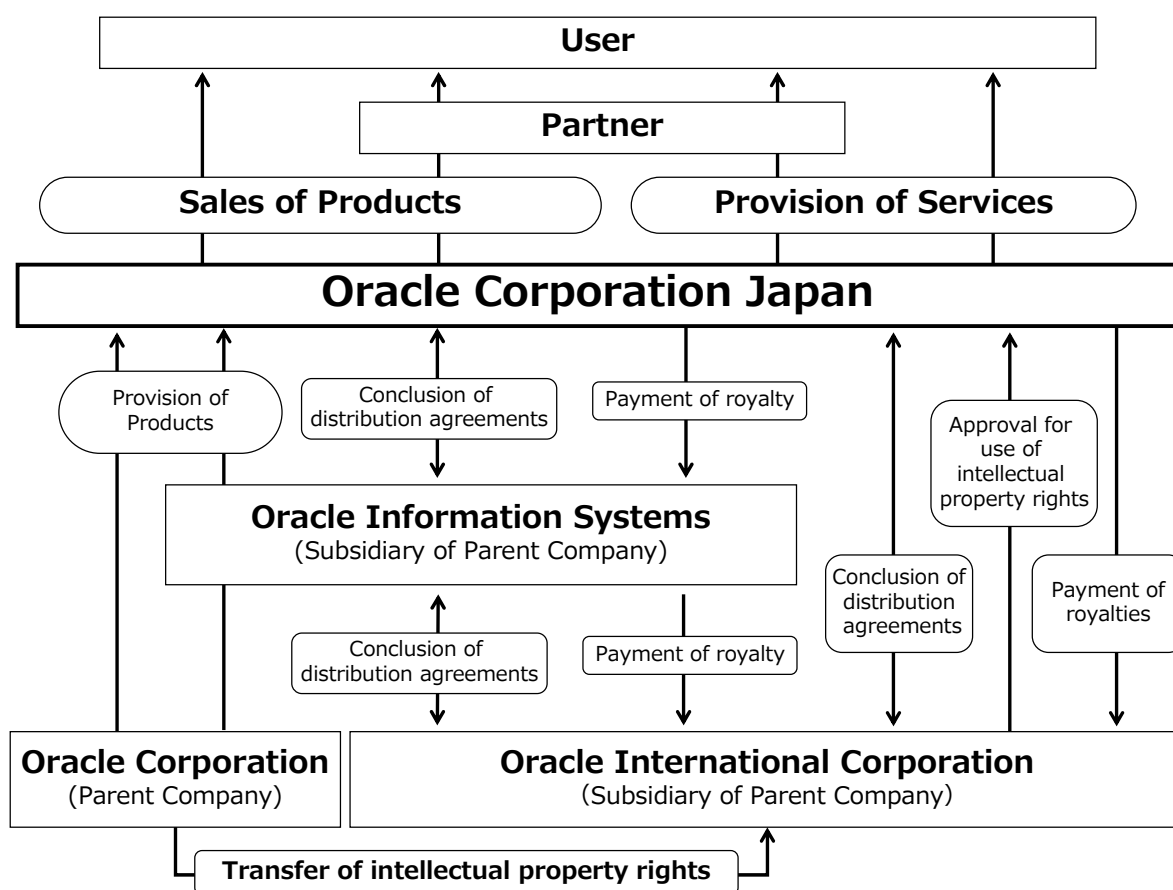 User
Partner
Sales of Products
Provision of Services
Oracle Corporation Japan
Provision of
Products
Conclusion of
distribution agreements
Payment of royalty
Approval for
use of
intellectual
property rights
Oracle Information Systems
(Subsidiary of Parent Company)
Conclusion of
distribution
agreements
Payment of
royalties
Conclusion of
distribution agreements
Payment of royalty
Oracle Corporation
(Parent Company)
Oracle International Corporation
（Subsidiary of Parent Company）
Transfer of intellectual property rights